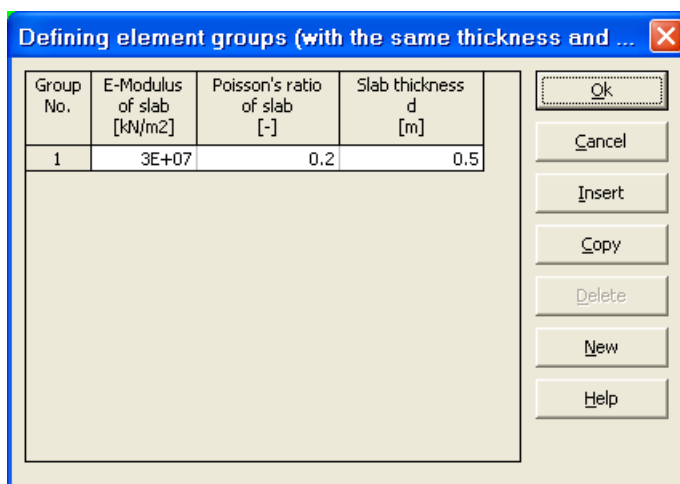 Defining element groups (with the same thickness and ...
Group No.
E-Modulus of slab [kN/m2]
Poisson's ratio of slab [-]
Slab thickness d [m]
1 3E+07 0.2 0.5
Ok
Cancel
Insert
Copy
Delete
New
Help